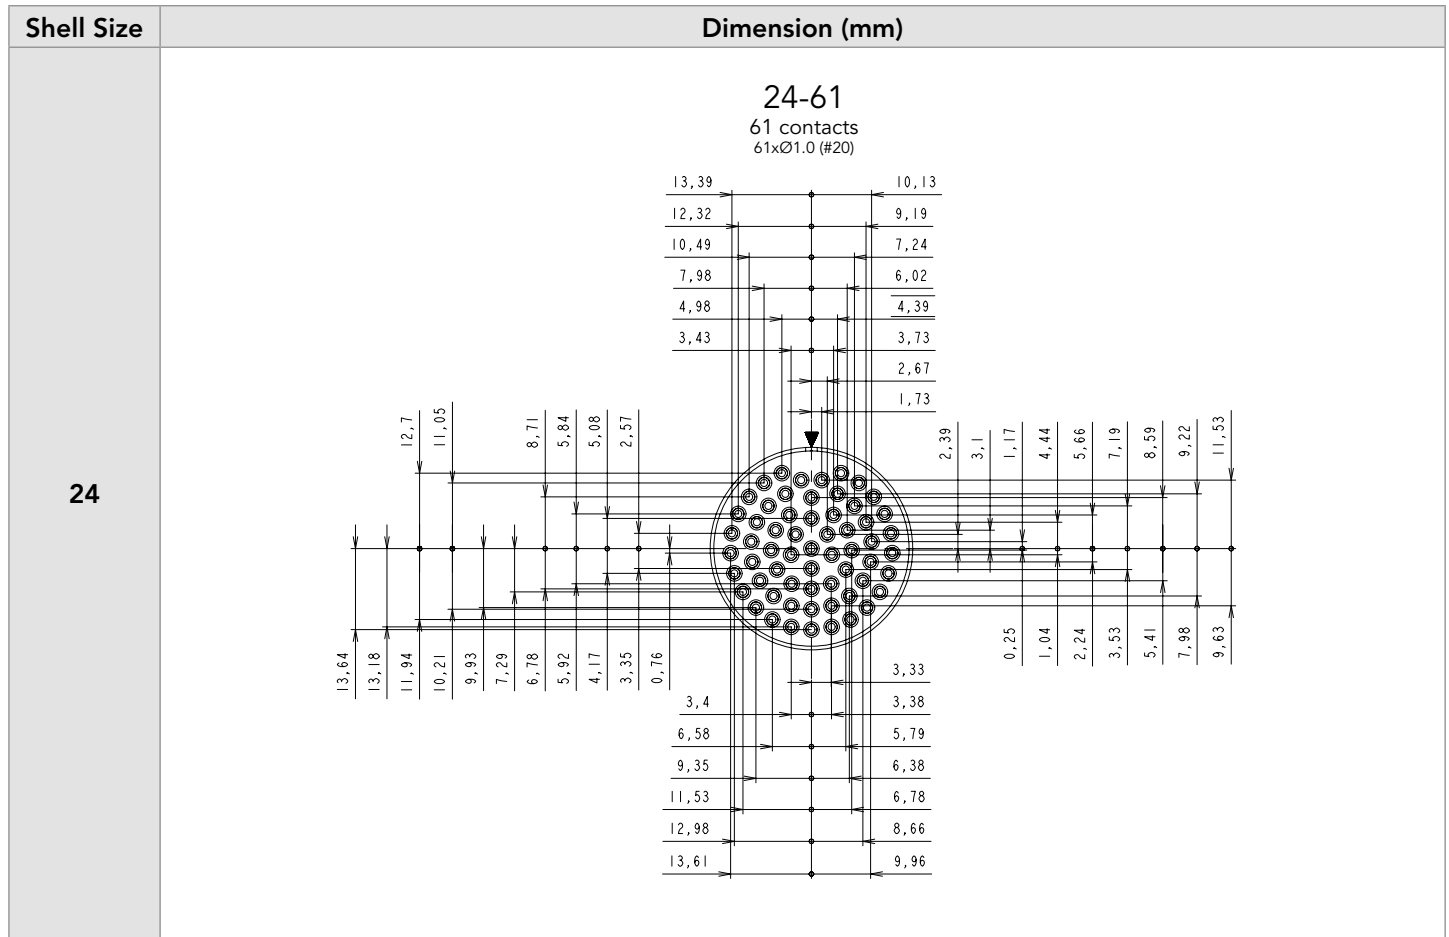 Shell Size Dimension (mm)
24-61
61 contacts
61xØ1.0 (#20)
13,39 10,13
12,32 9,19
10,49 7,24
7,98 6,02
4,98 4,39
3,43 3,73
2,67
1,73
12,7 11,05 8,71 5,84 5,08 2,57
2,39 3,1 1,17 4,44 5,66 7,19 8,59 9,22 11,53
24
13,64 13,18 11,94 10,21 9,93 7,29 6,78 5,92 4,17 3,35 0,76
0,25 1,04 2,24 3,53 5,41 7,98 9,63
3,33
3,4 3,38
6,58 5,79
9,35 6,38
11,53 6,78
12,98 8,66
13,61 9,96